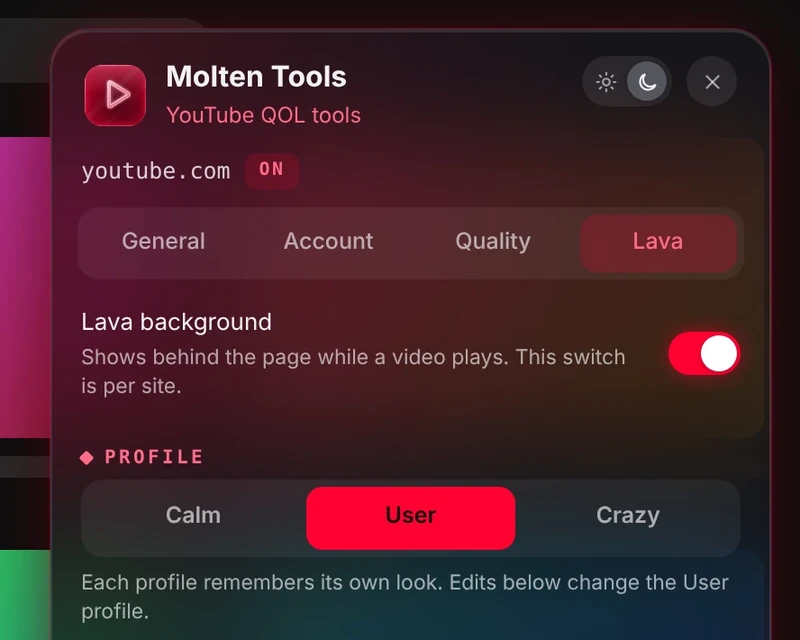 Molten Tools
YouTube QOL tools
youtube.com ON
General Account Quality Lava
Lava background
Shows behind the page while a video plays. This switch
is per site.
PROFILE
Calm User Crazy
Each profile remembers its own look. Edits below change the User
profile.